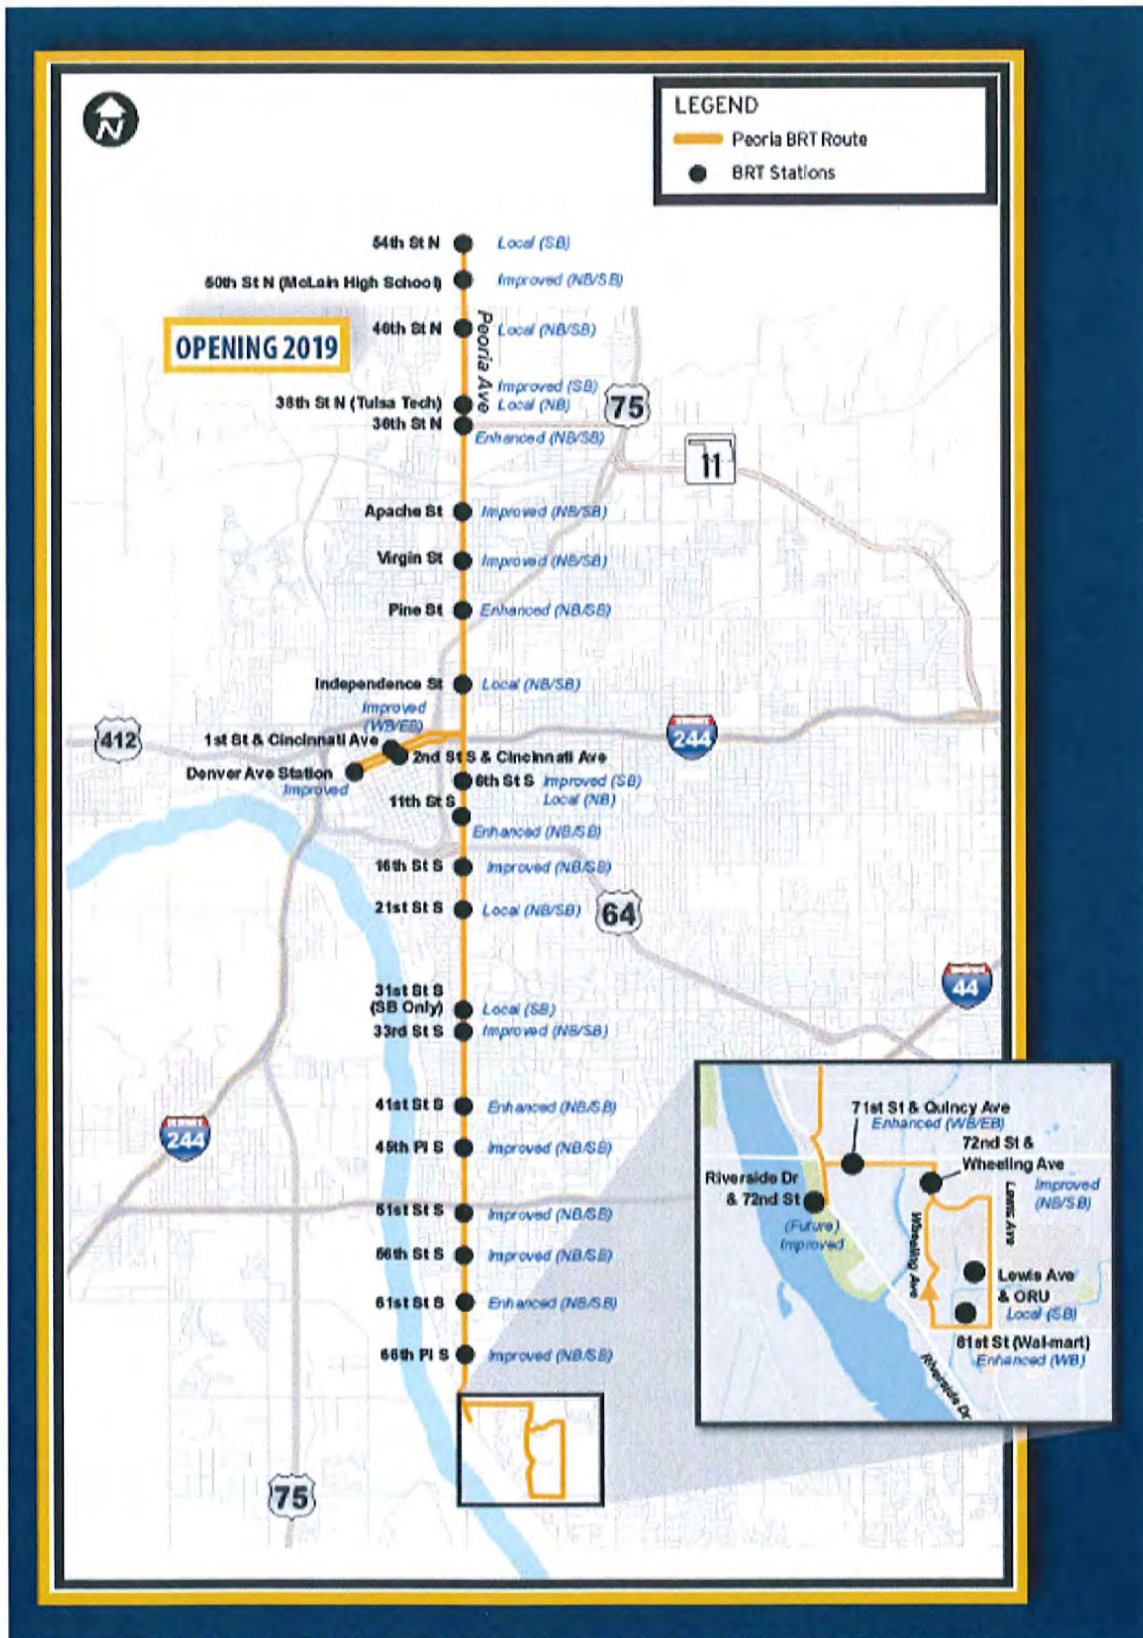 N
LEGEND
Peoria BRT Route
BRT Stations
54th St N
Local (SB)
50th St N (McLain High School)
Improved (NB/SB)
OPENING 2019
46th St N
Local (NB/SB)
Peoria Ave
75
Improved (SB)
38th St N (Tulsa Tech)
Local (NB)
36th St N
Enhanced (NB/SB)
11
Apache St
Improved (NB/SB)
Virgin St
Improved (NB/SB)
Pine St
Enhanced (NB/SB)
Independence St
Local (NB/SB)
Improved
(WB/EB)
412
1st St & Cincinnati Ave
244
2nd St S & Cincinnati Ave
Denver Ave Station
Improved
6th St S
Improved (SB)
Local (NB)
11th St S
Enhanced (NB/SB)
16th St S
Improved (NB/SB)
21st St S
Local (NB/SB)
64
31st St S
(SB Only)
Local (SB)
33rd St S
Improved (NB/SB)
44
41st St S
Enhanced (NB/SB)
244
45th Pl S
Improved (NB/SB)
51st St S
Improved (NB/SB)
56th St S
Improved (NB/SB)
61st St S
Enhanced (NB/SB)
66th Pl S
Improved (NB/SB)
75
71st St & Quincy Ave
Enhanced (WB/EB)
72nd St &
Wheeling Ave
Improved
(NB/SB)
Riverside Dr
& 72nd St
(Future)
Improved
Lewis Ave
Wheeling Ave
Lewis Ave
& ORU
Local (SB)
81st St (Wal-mart)
Enhanced (WB)
Riverside Dr